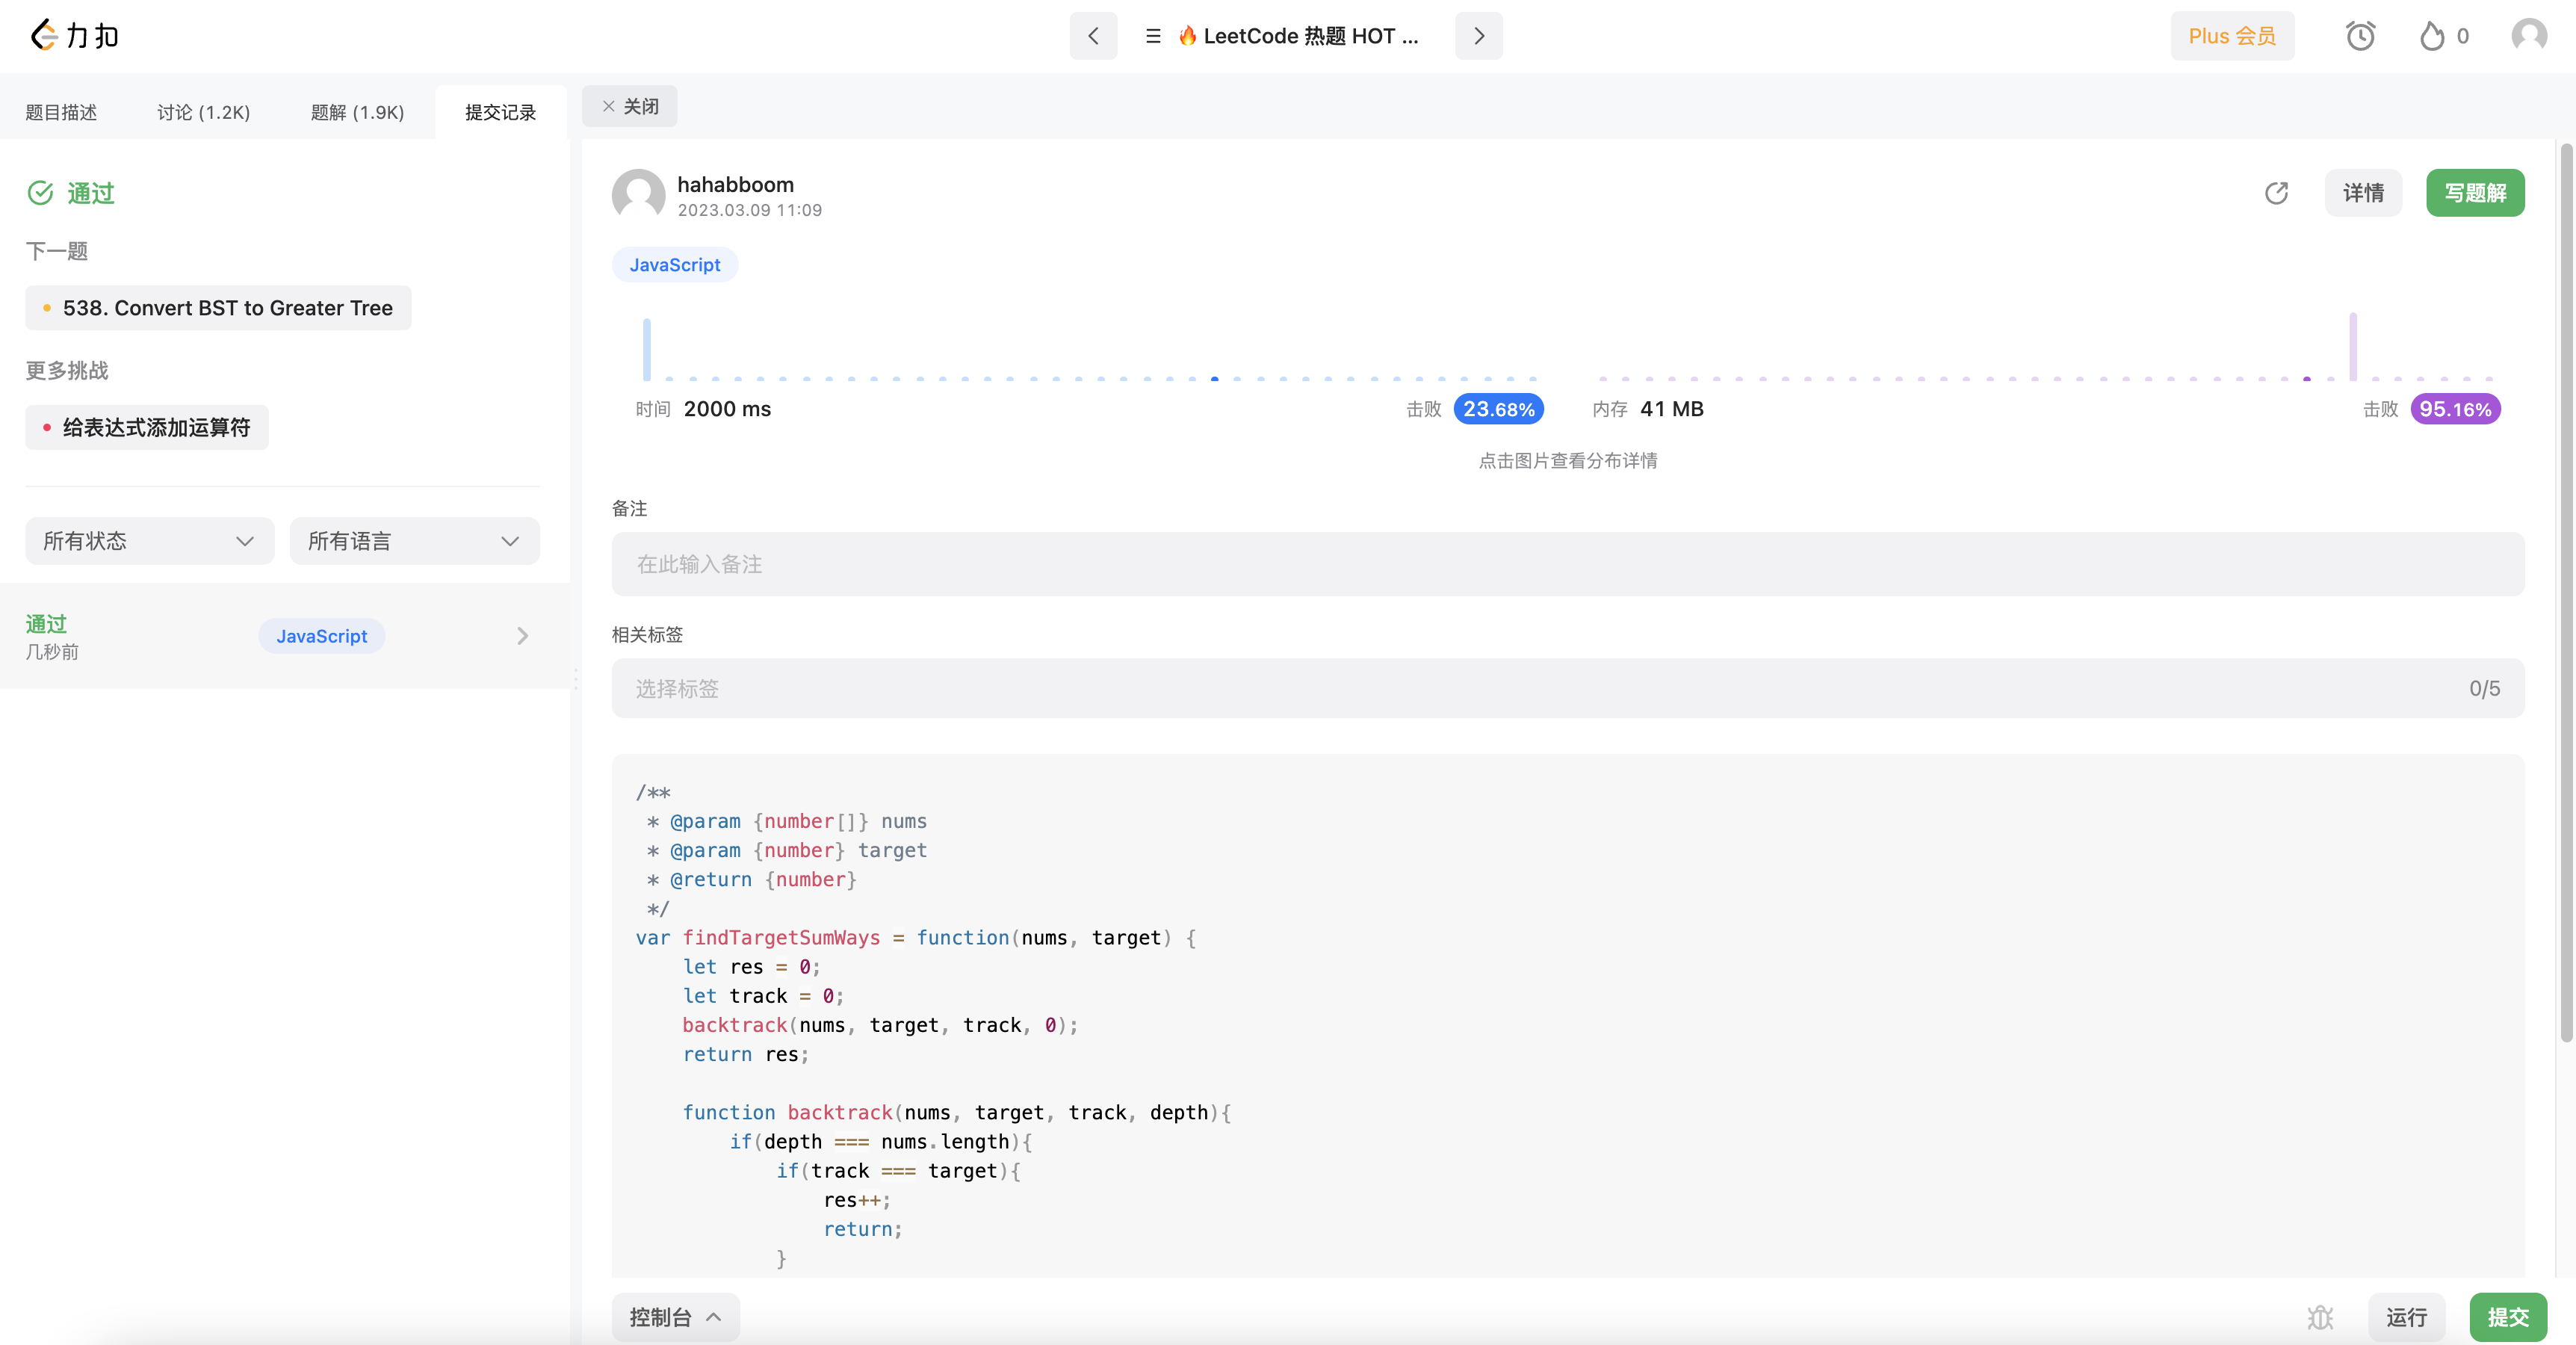 力扣
🔥 LeetCode 热题 HOT ...
Plus 会员
0
题目描述
讨论 (1.2K)
题解 (1.9K)
提交记录
关闭
通过
下一题
538. Convert BST to Greater Tree
更多挑战
给表达式添加运算符
所有状态
所有语言
通过
几秒前
JavaScript
hahabboom
2023.03.09 11:09
详情
写题解
JavaScript
时间 2000 ms
击败 23.68%
内存 41 MB
击败 95.16%
点击图片查看分布详情
备注
在此输入备注
相关标签
选择标签
0/5
/**
 * @param {number[]} nums
 * @param {number} target
 * @return {number}
 */
var findTargetSumWays = function(nums, target) {
    let res = 0;
    let track = 0;
    backtrack(nums, target, track, 0);
    return res;

    function backtrack(nums, target, track, depth){
        if(depth === nums.length){
            if(track === target){
                res++;
                return;
            }
控制台
运行
提交